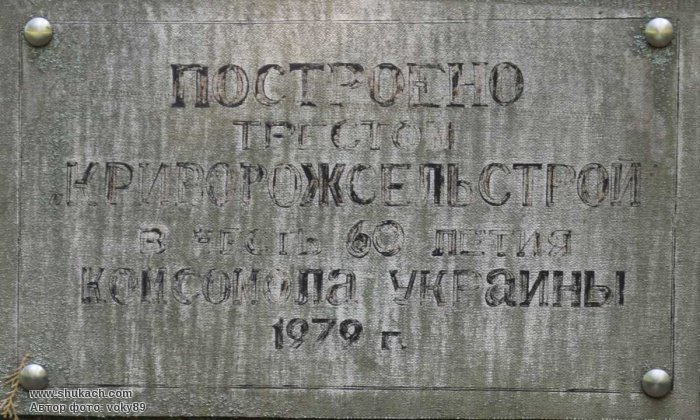 ПОСТРОЕНО
ТРЕСТОМ
"КРИВОРОЖСЕЛЬСТРОЙ"
В ЧЕСТЬ 60 ЛЕТИЯ
КОМСОМОЛА УКРАИНЫ
1979 г.
www.shukach.com
Автор фото: voky89